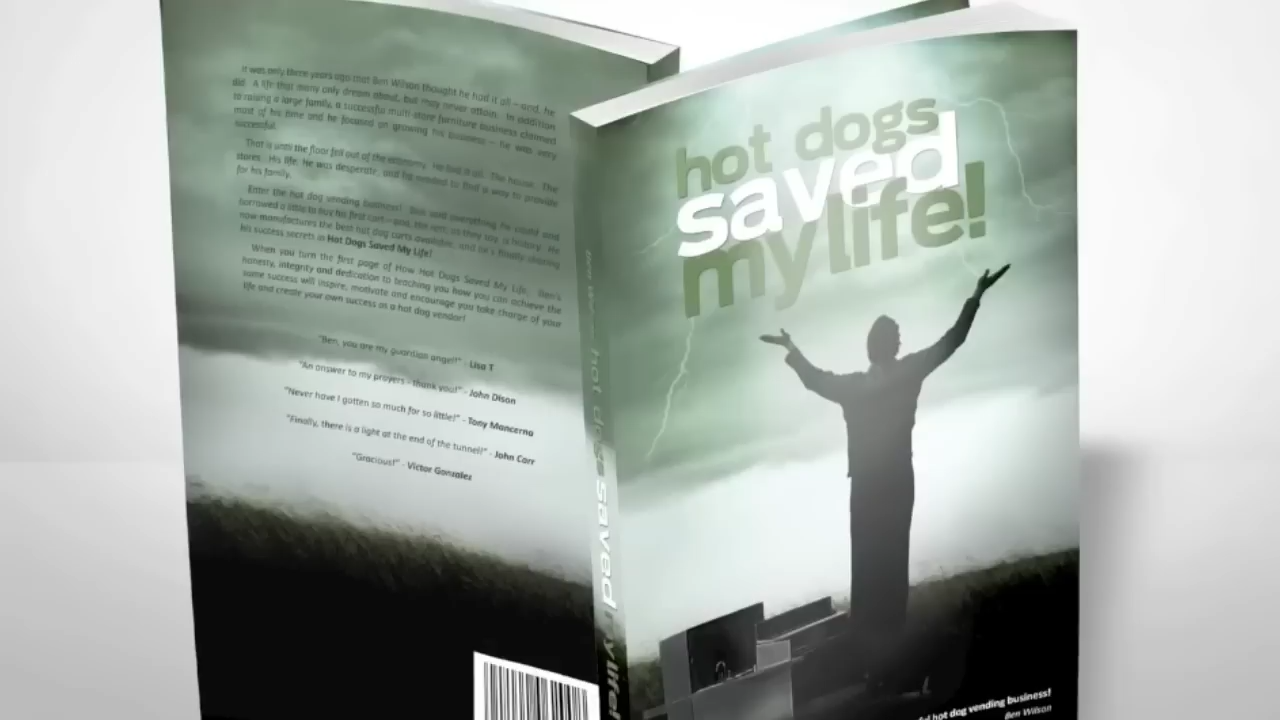 It was only three years ago that Ben Wilson thought he had it all – and, he
did. A life that many only dream about, but may never attain. In addition
to raising a large family, a successful multi-store furniture business claimed
most of his time and he focused on growing his business – he was very
successful.
That is until the floor fell out of the economy. He lost it all. The house. The
stores. His life. He was desperate, and he needed to find a way to provide
for his family.
Enter the hot dog vending business! Ben sold everything he could and
borrowed a little to buy his first cart – and, the rest, as they say, is history. He
now manufactures the best hot dog carts available, and he's finally sharing
his success secrets in Hot Dogs Saved My Life!
When you turn the first page of How Hot Dogs Saved My Life, Ben's
honesty, integrity and dedication to teaching you how you can achieve the
same success will inspire, motivate and encourage you take charge of your
life and create your own success as a hot dog vendor!
"Ben, you are my guardian angel!" - Lisa T
"An answer to my prayers - thank you!" - John Dison
"Never have I gotten so much for so little!" - Tony Mancerna
"Finally, there is a light at the end of the tunnel!" - John Carr
"Gracious!" - Victor Gonzalez
hot dogs saved my life!
hot dogs
saved
my life!
hot dog vending business!
Ben Wilson